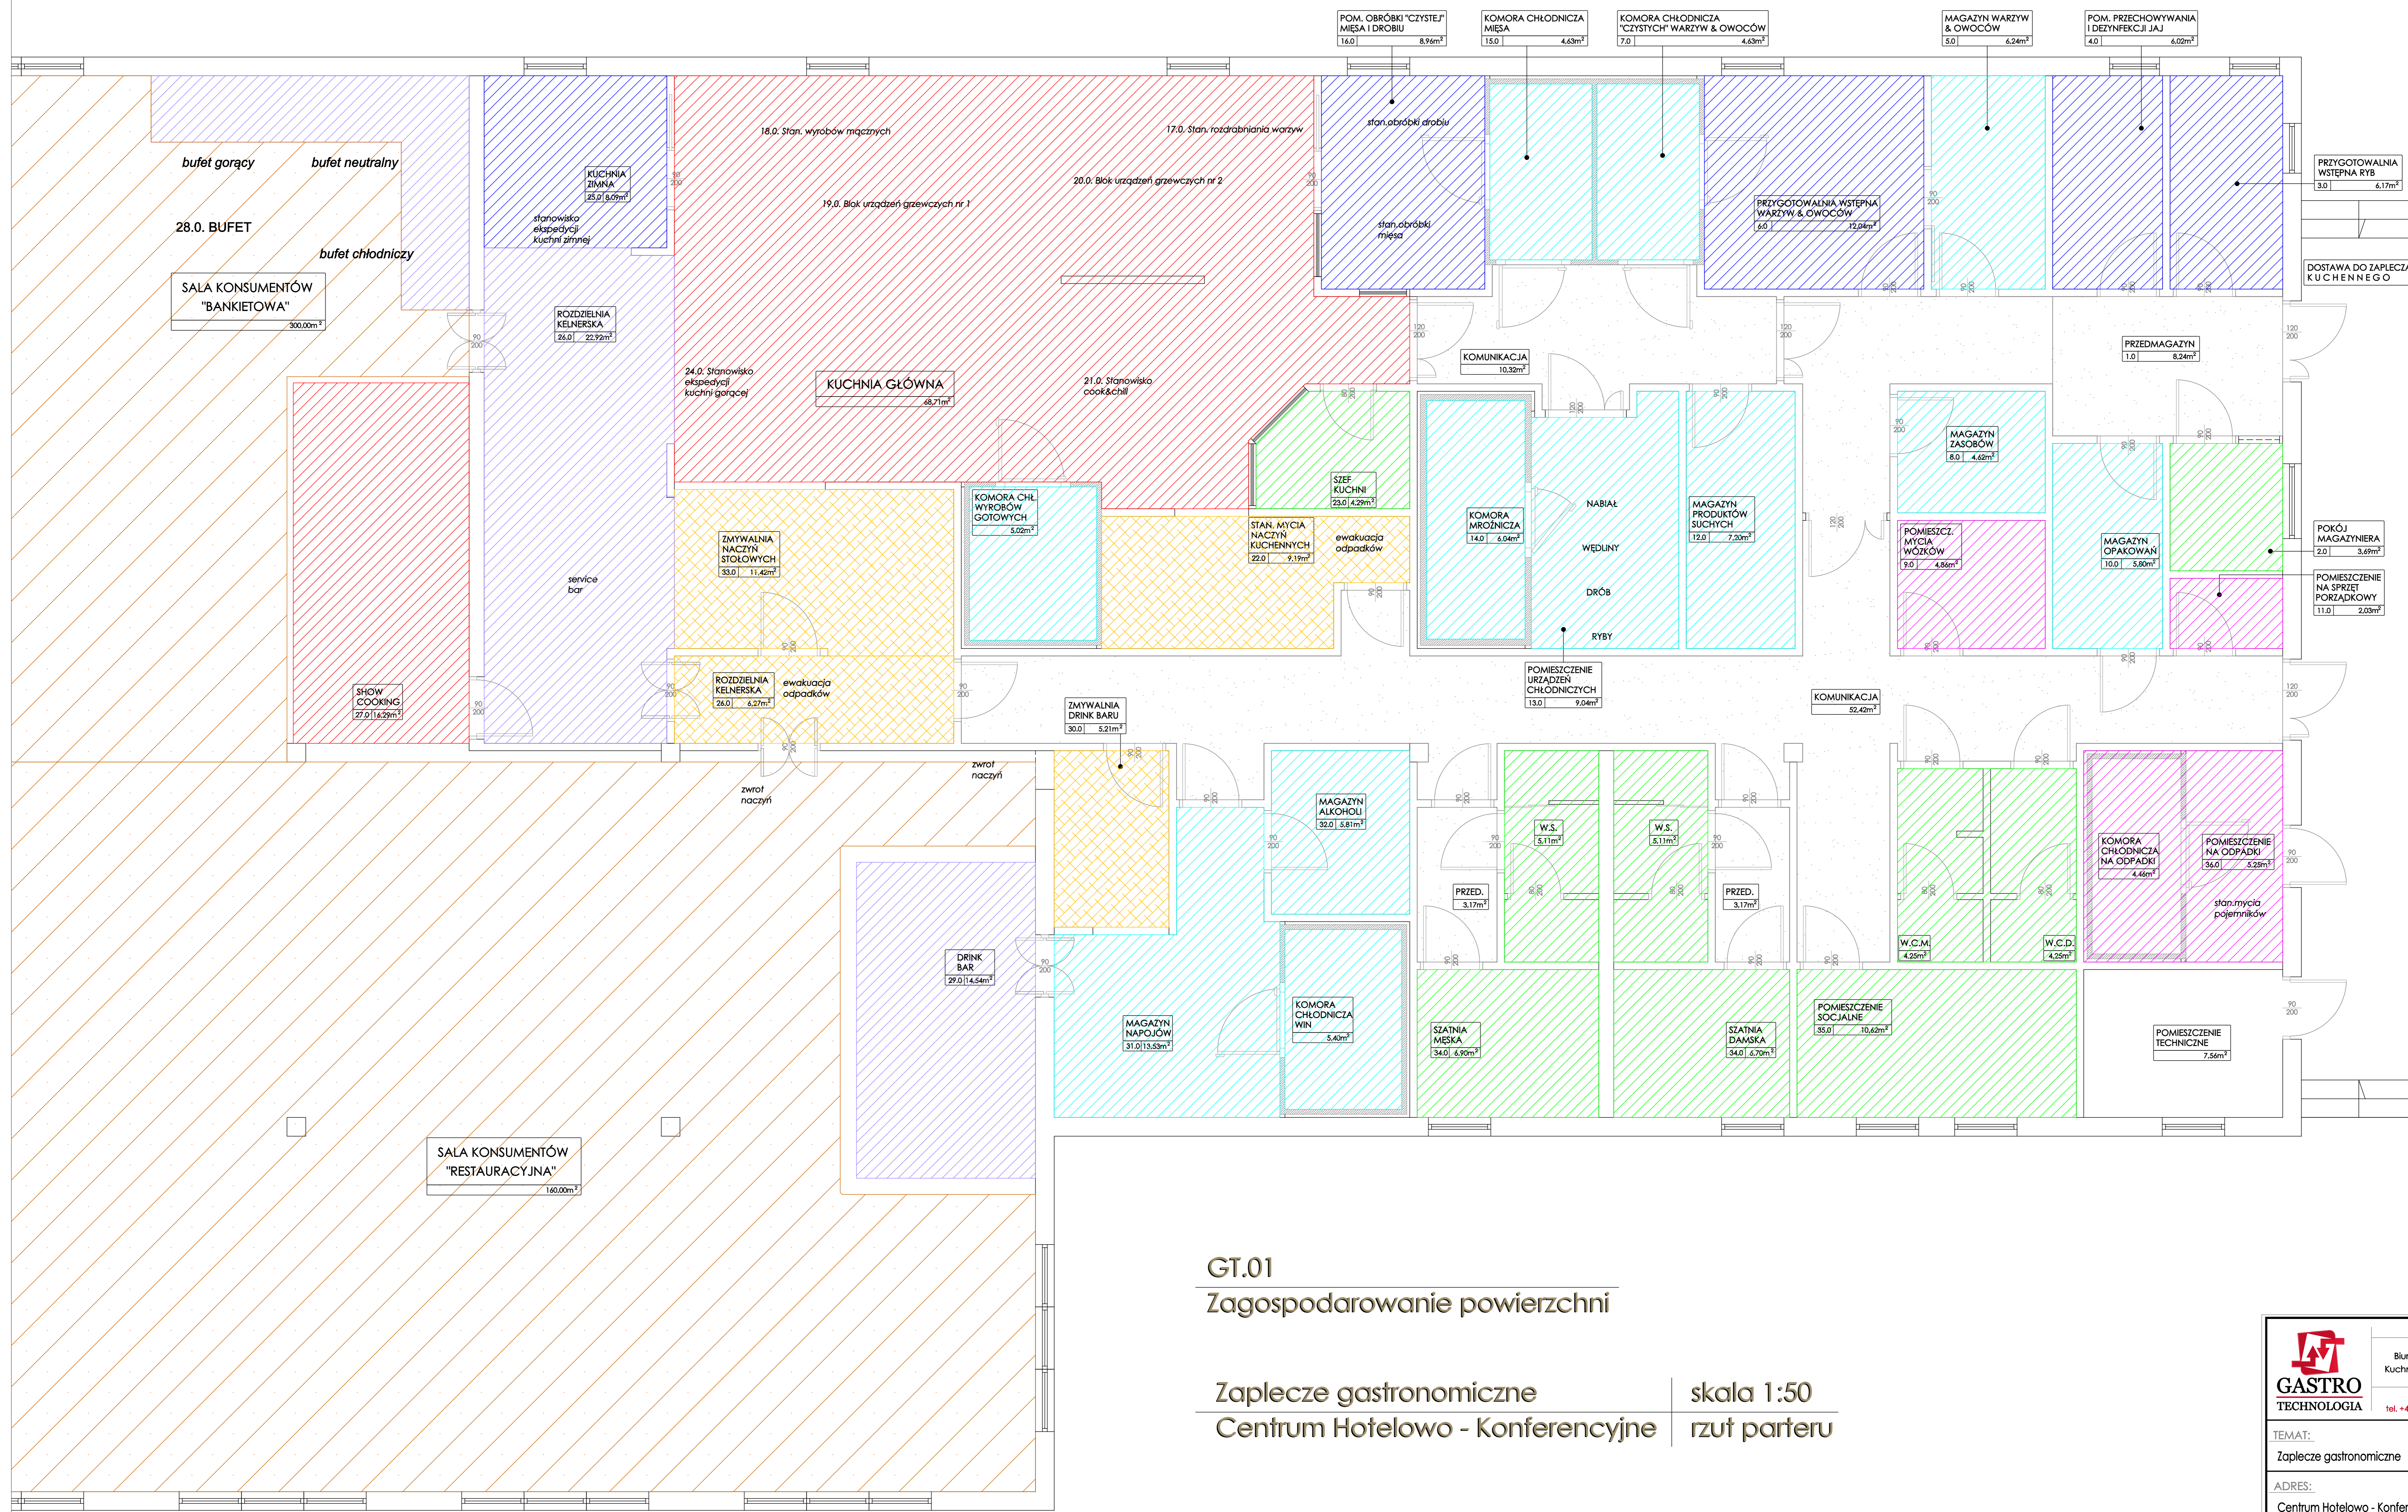 POM. OBRÓBKI "CZYSTEJ"
MIĘSA I DROBIU
16.0 8,96m²
KOMORA CHŁODNICZA
MIĘSA
15.0 4,63m²
KOMORA CHŁODNICZA
"CZYSTYCH" WARZYW & OWOCÓW
7.0 4,63m²
MAGAZYN WARZYW
& OWOCÓW
5.0 6,24m²
POM. PRZECHOWYWANIA
I DEZYNFEKCJI JAJ
4.0 6,02m²
bufet gorący
bufet neutralny
28.0. BUFET
bufet chłodniczy
SALA KONSUMENTÓW
"BANKIETOWA"
300,00m²
KUCHNIA
ZIMNA
25.0 8,09m²
stanowisko
ekspedycji
kuchni zimnej
18.0. Stan. wyrobów mącznych
17.0. Stan. rozdrabniania warzyw
20.0. Blok urządzeń grzewczych nr 2
19.0. Blok urządzeń grzewczych nr 1
stan.obróbki drobiu
stan.obróbki
mięsa
PRZYGOTOWALNIA WSTĘPNA
WARZYW & OWOCÓW
6.0 12,04m²
PRZYGOTOWALNIA
WSTĘPNA RYB
3.0 6,17m²
DOSTAWA DO ZAPLECZA
KUCHENNEGO
ROZDZIELNIA
KELNERSKA
26.0 22,92m²
24.0. Stanowisko
ekspedycji
kuchni gorącej
KUCHNIA GŁÓWNA
68,71m²
21.0. Stanowisko
cook&chill
KOMUNIKACJA
10,32m²
PRZEDMAGAZYN
1.0 8,24m²
MAGAZYN
ZASOBÓW
8.0 4,62m²
SZEF
KUCHNI
23.0 4,29m²
KOMORA CHŁ.
WYROBÓW
GOTOWYCH
5,02m²
STAN. MYCIA
NACZYŃ
KUCHENNYCH
22.0 9,19m²
ewakuacja
odpadków
KOMORA
MROŹNICZA
14.0 6,04m²
NABIAŁ
WĘDLINY
DRÓB
RYBY
MAGAZYN
PRODUKTÓW
SUCHYCH
12.0 7,20m²
POMIESZCZ.
MYCIA
WÓZKÓW
9.0 4,86m²
MAGAZYN
OPAKOWAŃ
10.0 5,80m²
POKÓJ
MAGAZYNIERA
2.0 3,69m²
POMIESZCZENIE
NA SPRZĘT
PORZĄDKOWY
11.0 2,03m²
ZMYWALNIA
NACZYŃ
STOŁOWYCH
33.0 11,42m²
service
bar
SHOW
COOKING
27.0 16,29m²
ROZDZIELNIA
KELNERSKA
26.0 6,27m²
ewakuacja
odpadków
ZMYWALNIA
DRINK BARU
30.0 5,21m²
POMIESZCZENIE
URZĄDZEŃ
CHŁODNICZYCH
13.0 9,04m²
KOMUNIKACJA
52,42m²
zwrot
naczyń
zwrot
naczyń
MAGAZYN
ALKOHOLI
32.0 5,81m²
W.S.
5,11m²
W.S.
5,11m²
PRZED.
3,17m²
PRZED.
3,17m²
KOMORA
CHŁODNICZA
NA ODPADKI
4,46m²
POMIESZCZENIE
NA ODPADKI
36.0 5,25m²
stan.mycia
pojemników
W.C.M.
4,25m²
W.C.D.
4,25m²
DRINK
BAR
29.0 14,54m²
MAGAZYN
NAPOJÓW
31.0 13,53m²
KOMORA
CHŁODNICZA
WIN
5,40m²
SZATNIA
MĘSKA
34.0 6,90m²
SZATNIA
DAMSKA
34.0 6,70m²
POMIESZCZENIE
SOCJALNE
35.0 10,62m²
POMIESZCZENIE
TECHNICZNE
7,56m²
SALA KONSUMENTÓW
"RESTAURACYJNA"
160,00m²
GT.01
Zagospodarowanie powierzchni
Zaplecze gastronomiczne skala 1:50
Centrum Hotelowo - Konferencyjne rzut parteru
GASTRO
TECHNOLOGIA
tel. +4
TEMAT:
Zaplecze gastronomiczne
ADRES: